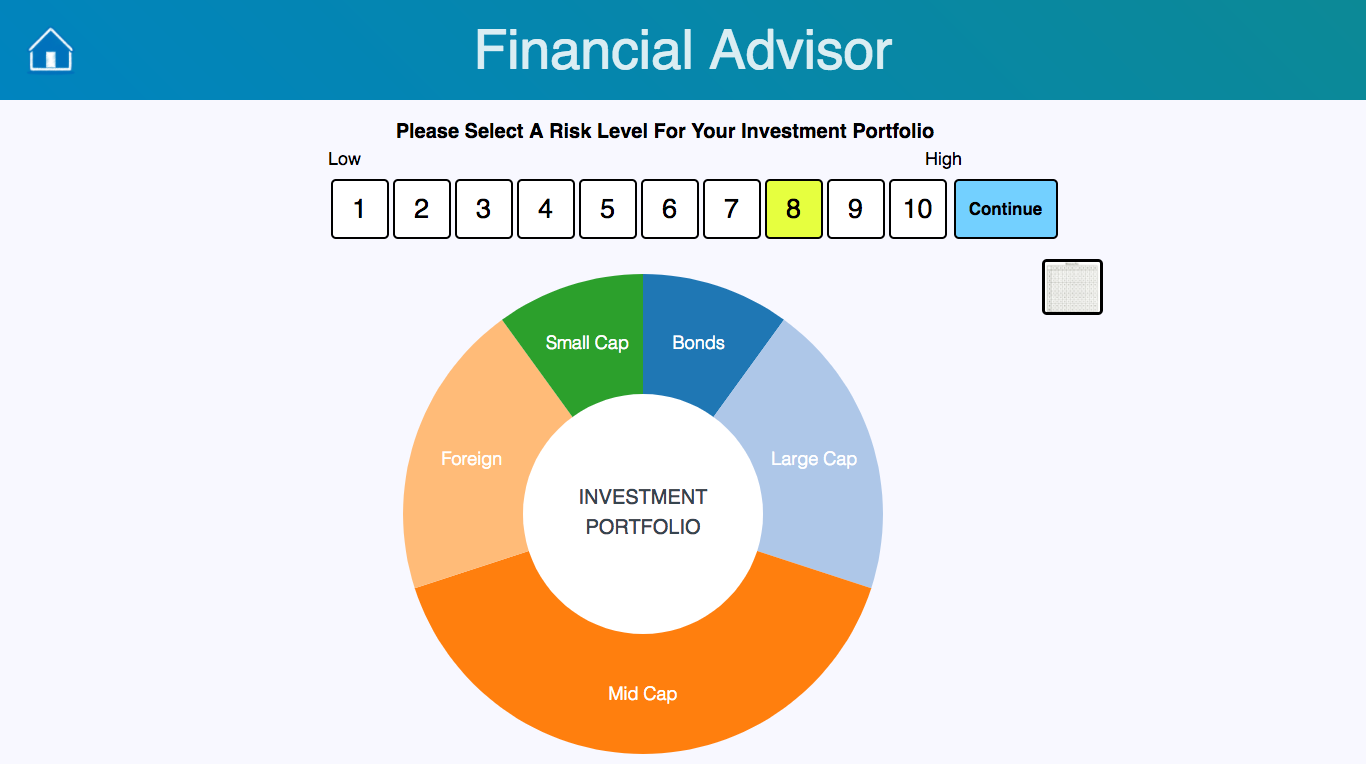 Financial Advisor
Please Select A Risk Level For Your Investment Portfolio
Low High
1 2 3 4 5 6 7 8 9 10 Continue
Small Cap Bonds
Foreign Large Cap
INVESTMENT
PORTFOLIO
Mid Cap